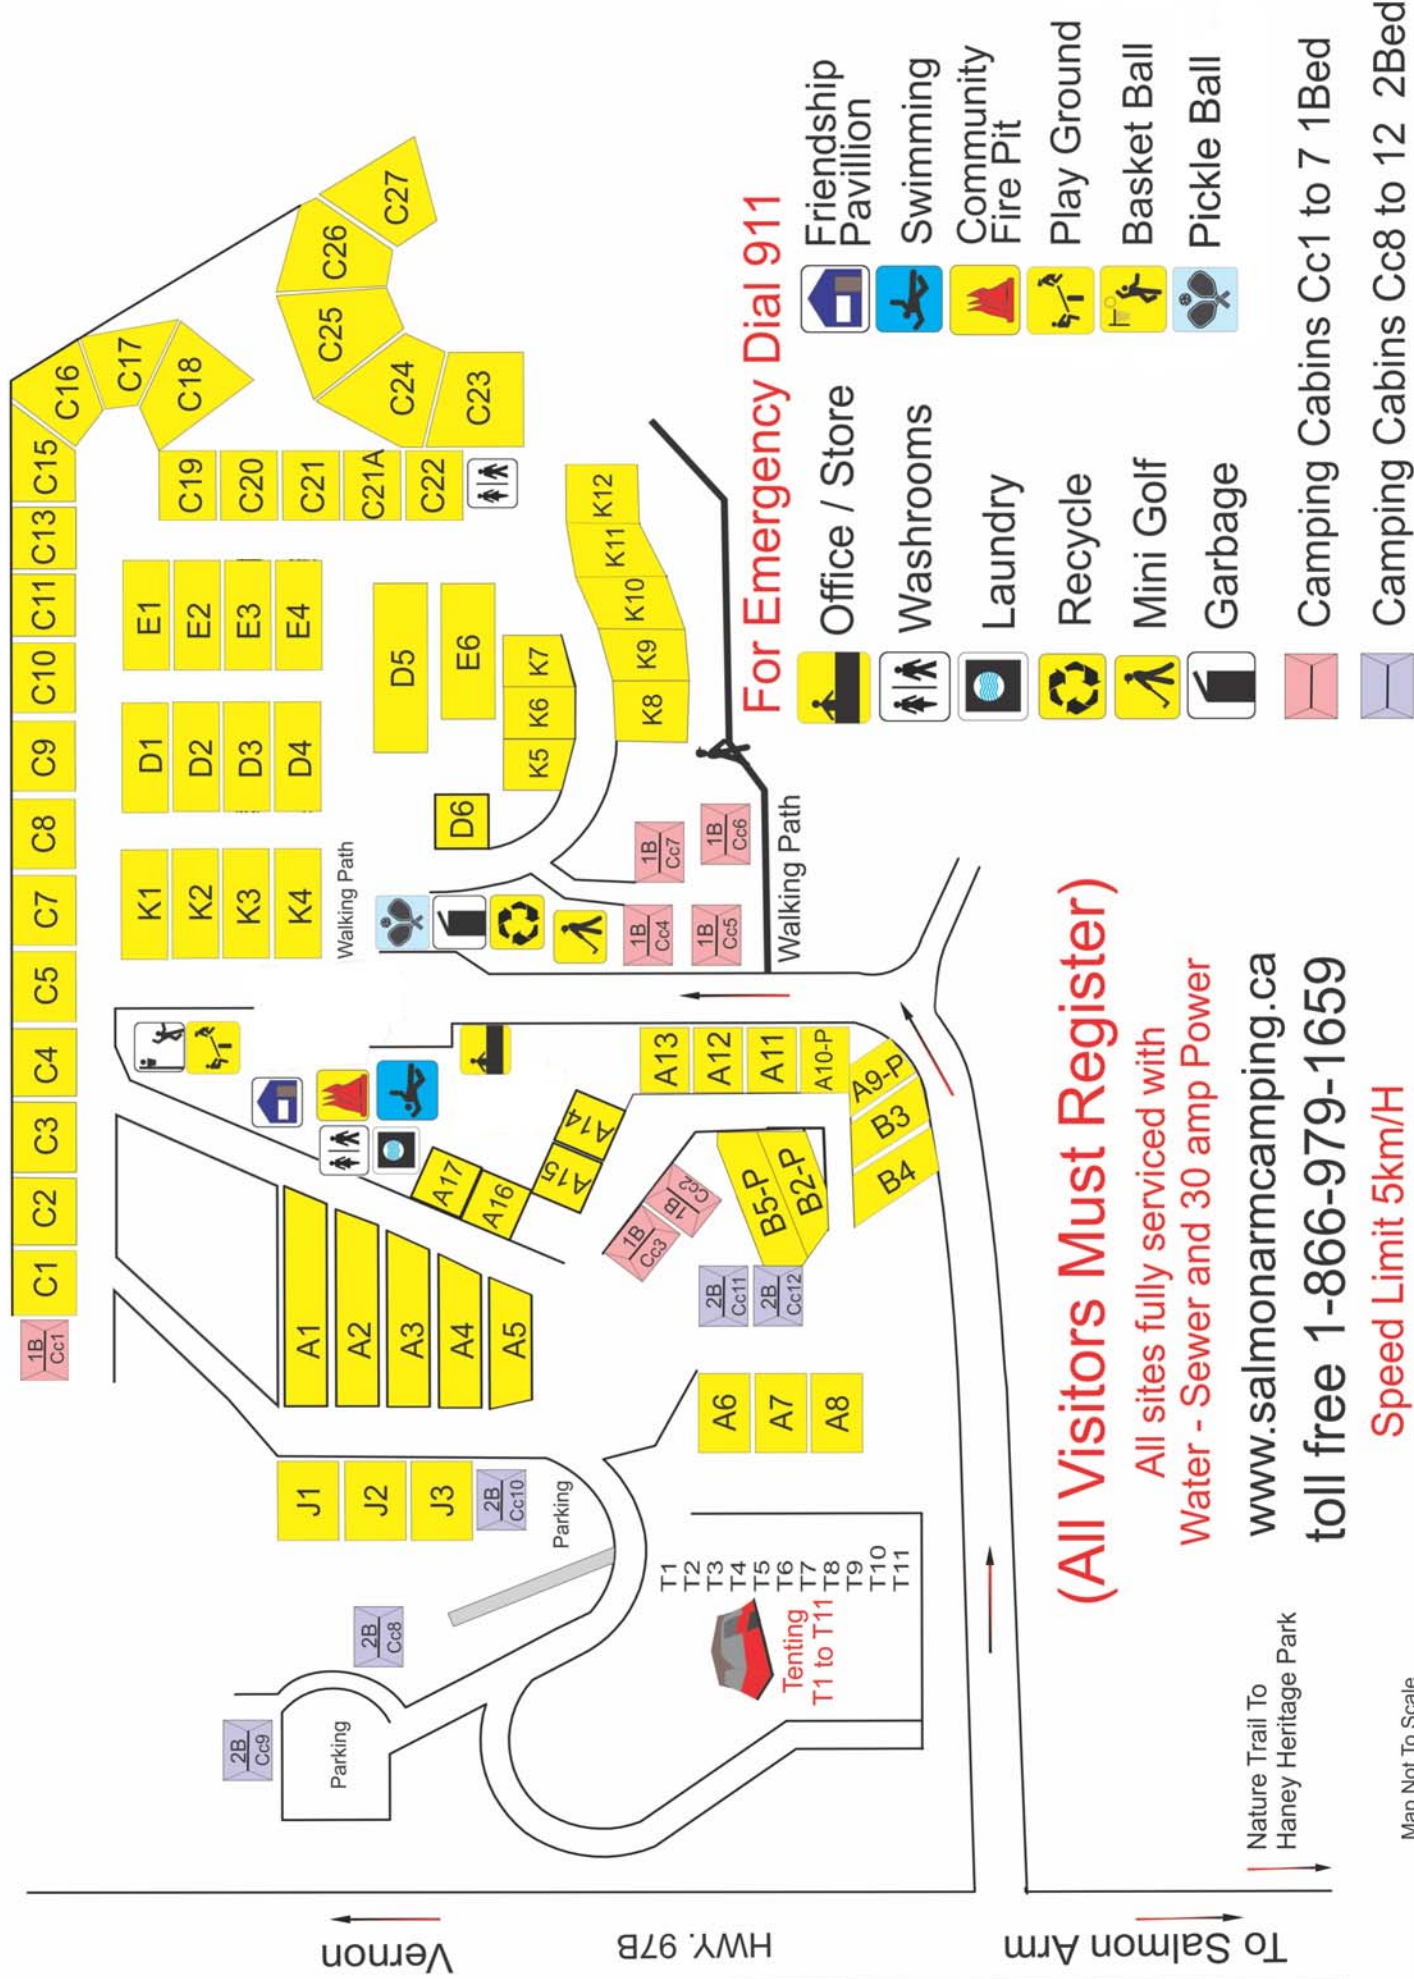 Vernon
HWY. 97B
To Salmon Arm
Cc1
1B
C1
C2
C3
C4
C5
C7
C8
C9
C10
C11
C13
C15
C16
C17
C18
C19
C20
C21
C21A
C22
C23
C24
C25
C26
C27
K1
K2
K3
K4
D1
D2
D3
D4
E1
E2
E3
E4
D5
E6
D6
K5
K6
K7
K8
K9
K10
K11
K12
Walking Path
A1
A2
A3
A4
A5
A17
A16
A15
A14
A13
A12
A11
A10-P
A9-P
B3
B4
B5-P
B2-P
1B
Cc3
1B
Cc2
1B
Cc4
1B
Cc5
1B
Cc7
1B
Cc6
Walking Path
2B
Cc11
2B
Cc12
A6
A7
A8
J1
J2
J3
2B
Cc10
Parking
2B
Cc8
2B
Cc9
Parking
T1
T2
T3
T4
T5
T6
T7
T8
T9
T10
T11
Tenting
T1 to T11
For Emergency Dial 911
Office / Store
Washrooms
Laundry
Recycle
Mini Golf
Garbage
Friendship
Pavillion
Swimming
Community
Fire Pit
Play Ground
Basket Ball
Pickle Ball
Camping Cabins Cc1 to 7 1Bed
Camping Cabins Cc8 to 12 2Bed
(All Visitors Must Register)
All sites fully serviced with
Water - Sewer and 30 amp Power
www.salmonarmcamping.ca
toll free 1-866-979-1659
Speed Limit 5km/H
Nature Trail To
Haney Heritage Park
Map Not To Scale